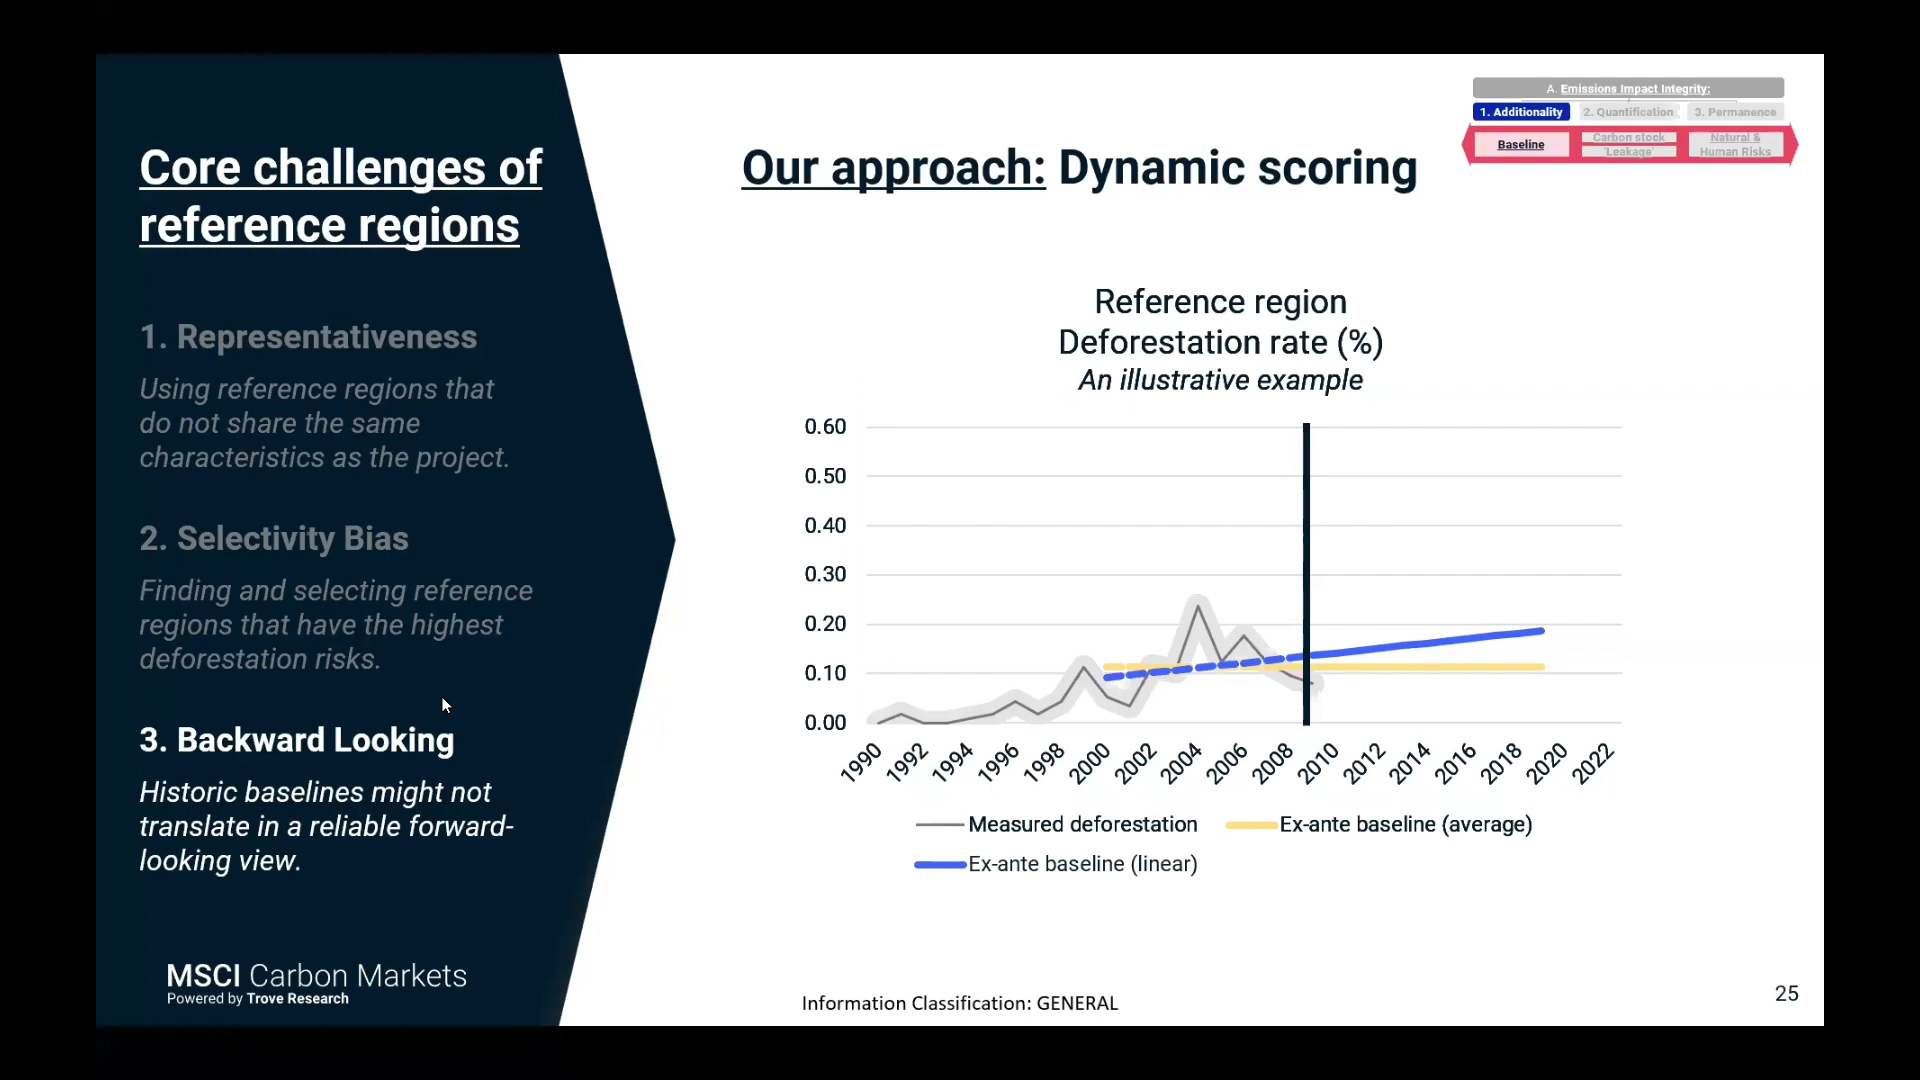 Core challenges of
reference regions
1. Representativeness
Using reference regions that
do not share the same
characteristics as the project.
2. Selectivity Bias
Finding and selecting reference
regions that have the highest
deforestation risks.
3. Backward Looking
Historic baselines might not
translate in a reliable forward-
looking view.
MSCI Carbon Markets
Powered by Trove Research
A. Emissions Impact Integrity:
1. Additionality 2. Quantification 3. Permanence
Baseline
Carbon stock
'Leakage'
Natural &
Human Risks
Our approach: Dynamic scoring
Reference region
Deforestation rate (%)
An illustrative example
0.60
0.50
0.40
0.30
0.20
0.10
0.00
1990 1992 1994 1996 1998 2000 2002 2004 2006 2008 2010 2012 2014 2016 2018 2020 2022
Measured deforestation Ex-ante baseline (average)
Ex-ante baseline (linear)
Information Classification: GENERAL
25